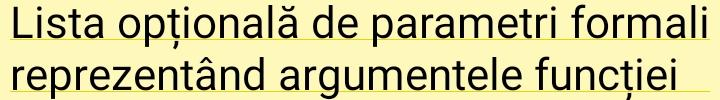 Lista opțională de parametri formali
reprezentând argumentele funcției